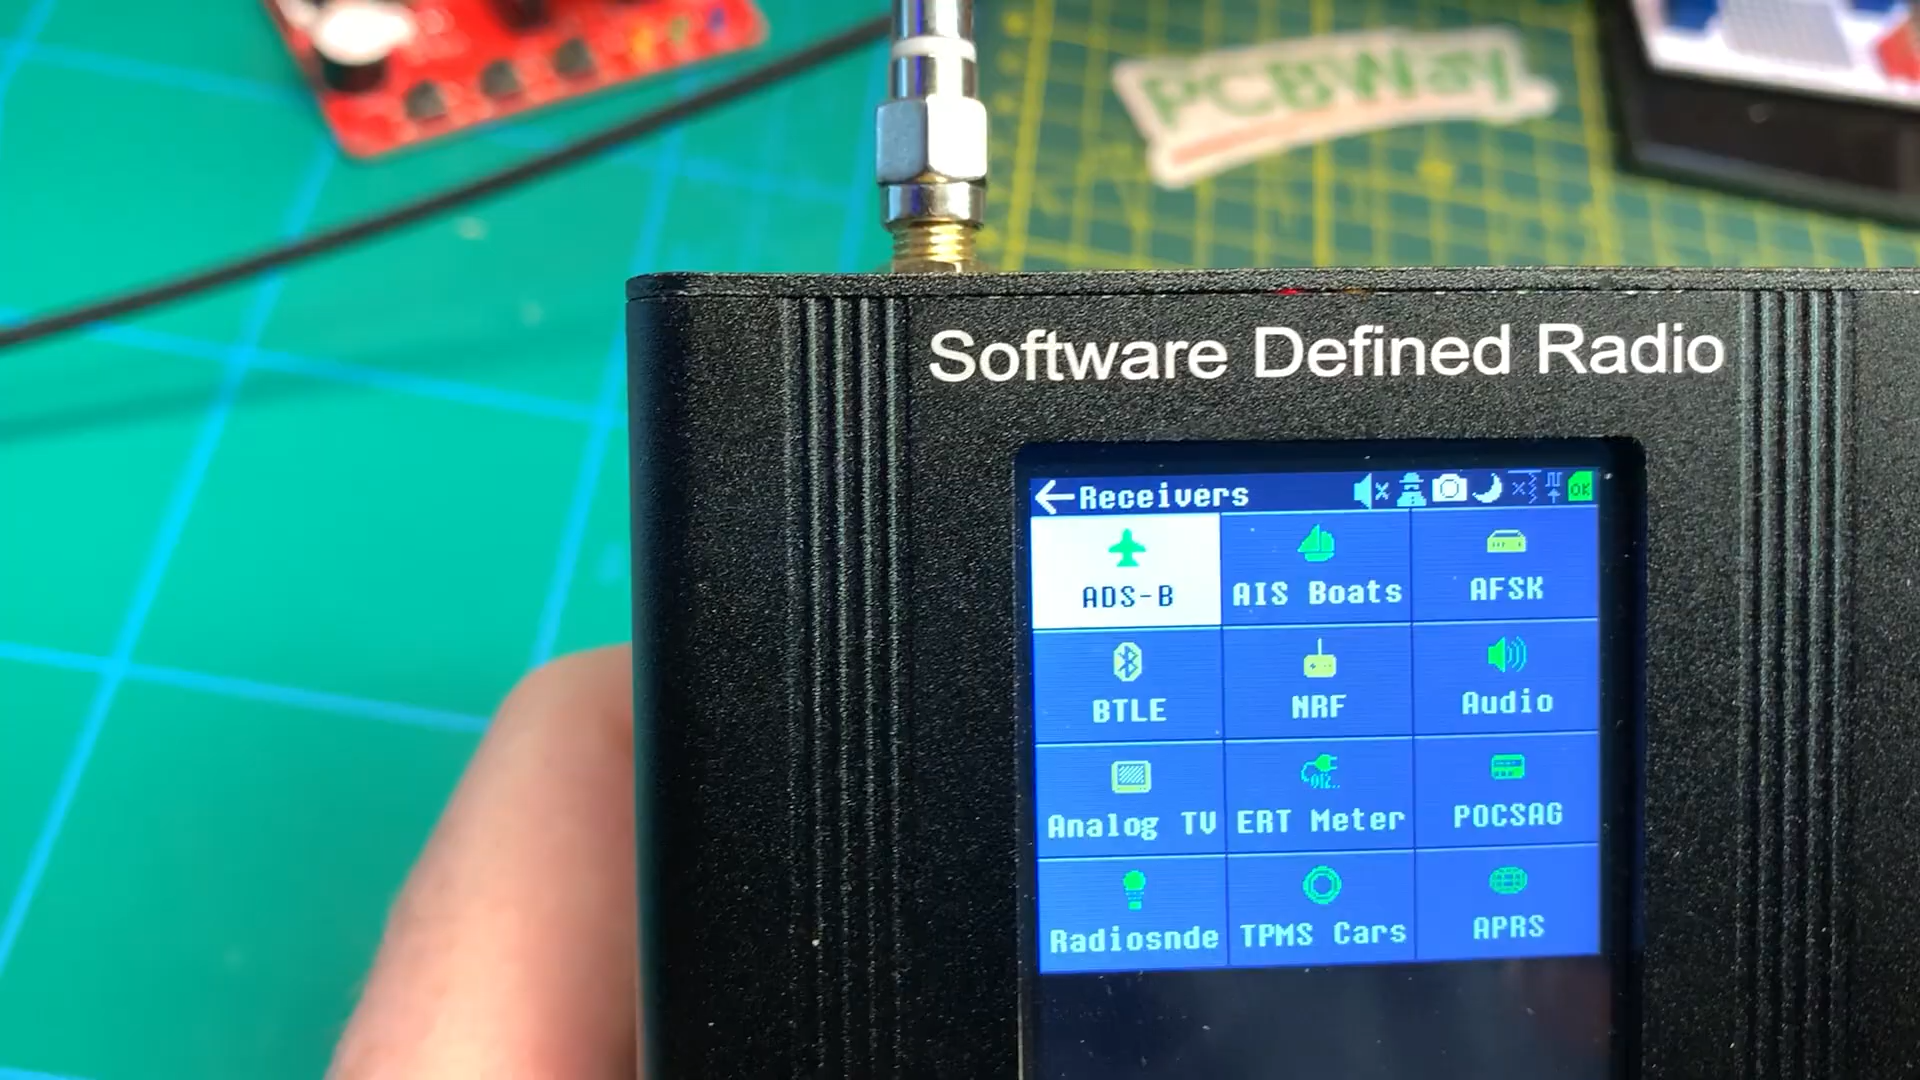 PCBWay
Software Defined Radio
Receivers
OK
ADS-B
AIS Boats
AFSK
BTLE
NRF
Audio
Analog TV
012..
ERT Meter
POCSAG
Radiosnde
TPMS Cars
APRS